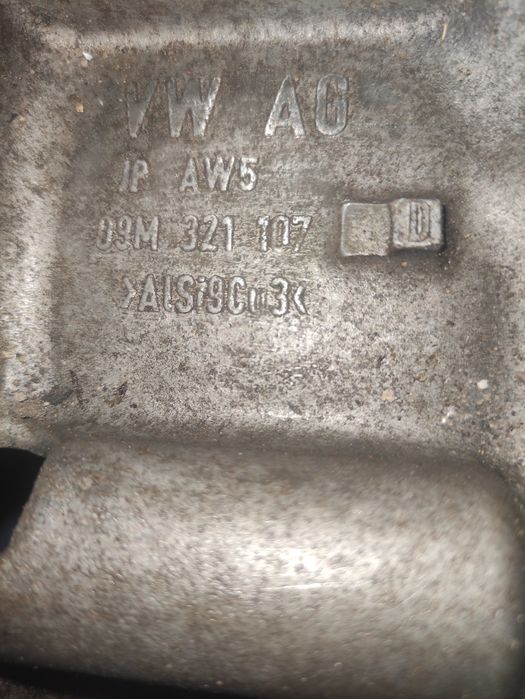 VW AG
JP AW5
09M 321 107
D
>AlSi9Cu3<